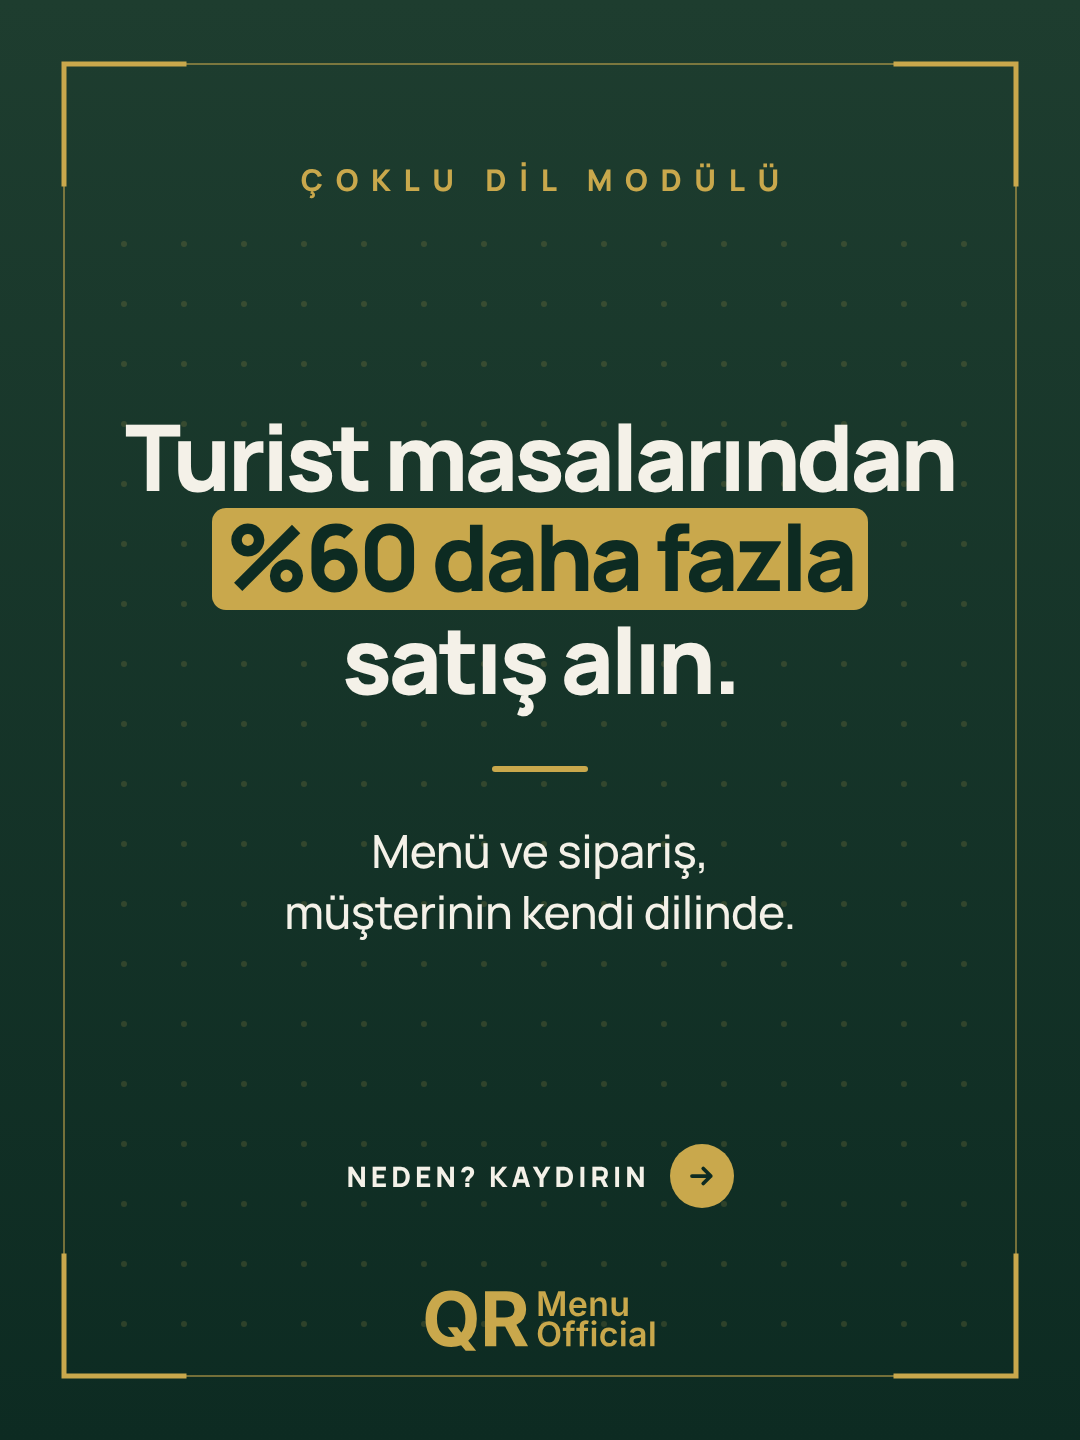 ÇOKLU DİL MODÜLÜ
Turist masalarından
%60 daha fazla
satış alın.
Menü ve sipariş,
müşterinin kendi dilinde.
NEDEN? KAYDIRIN
QR Menu
Official